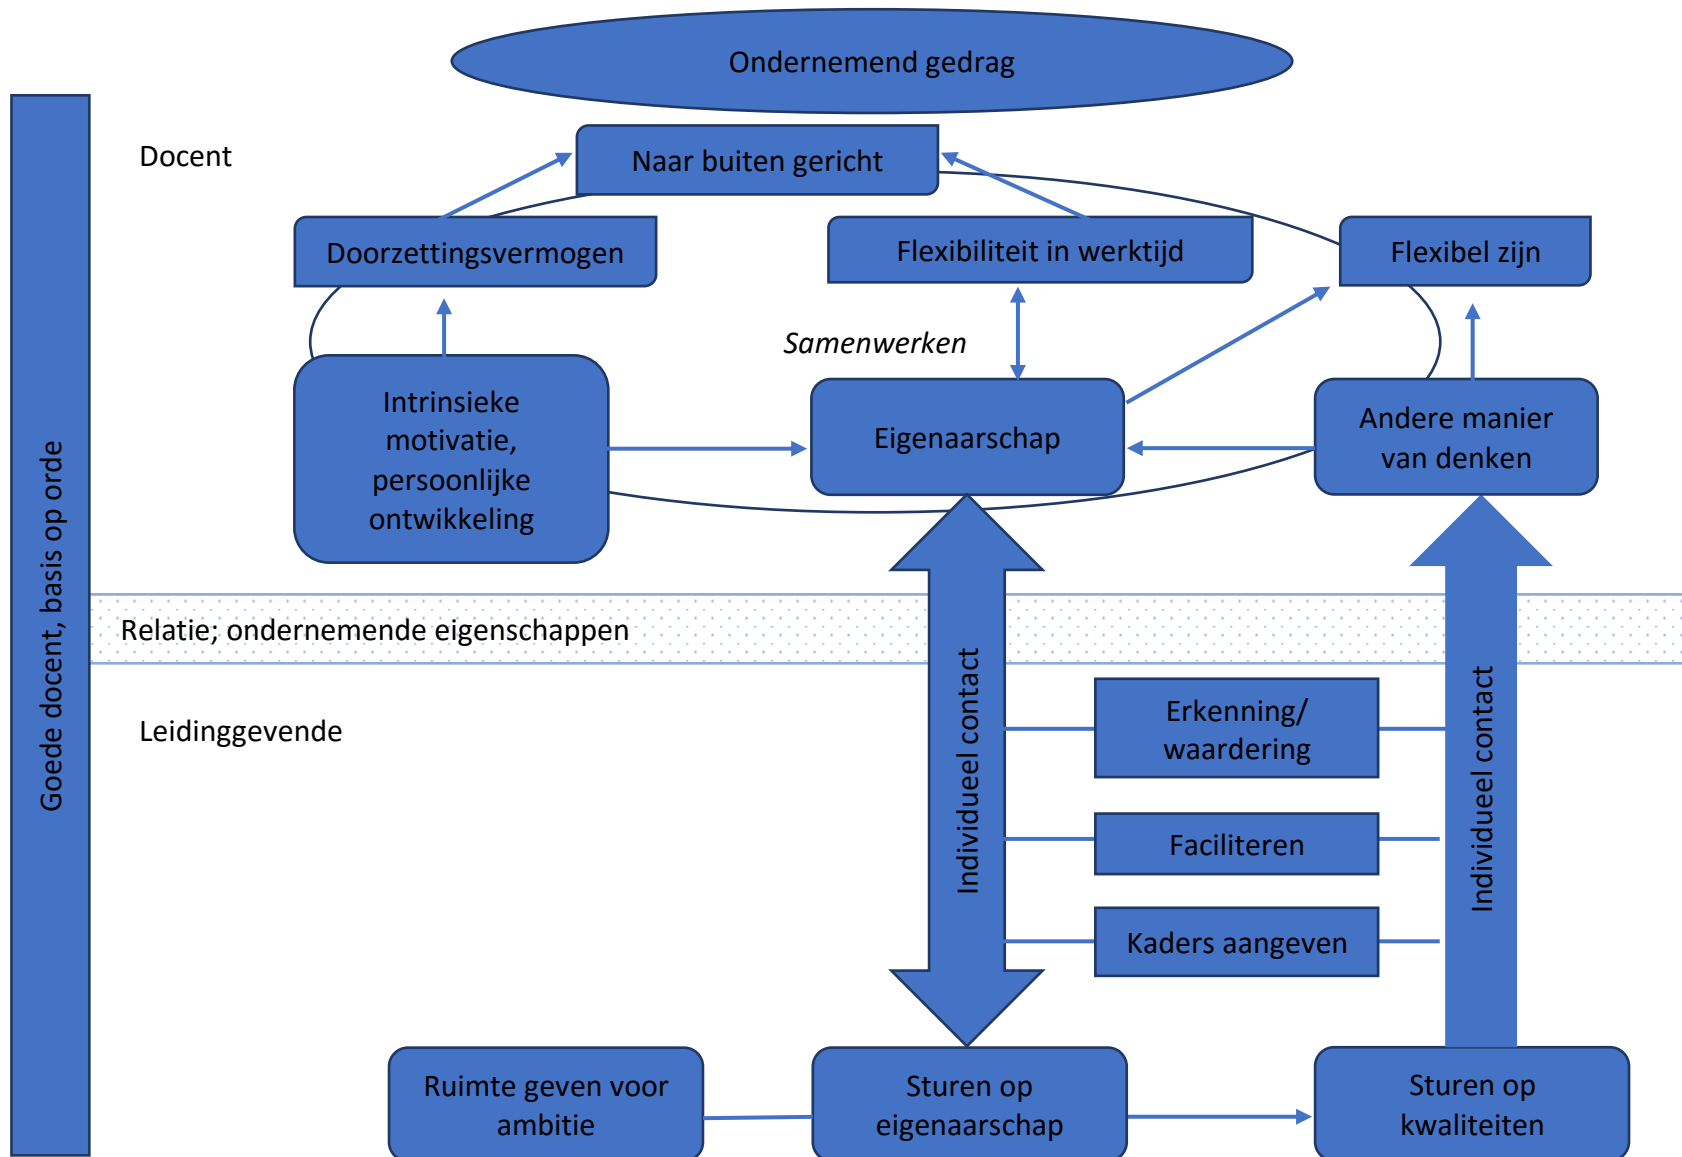 Ondernemend gedrag
Docent
Naar buiten gericht
Doorzettingsvermogen
Flexibiliteit in werktijd
Flexibel zijn
Samenwerken
Intrinsieke
motivatie,
persoonlijke
ontwikkeling
Eigenaarschap
Andere manier
van denken
Goede docent, basis op orde
Relatie; ondernemende eigenschappen
Leidinggevende
Individueel contact
Erkenning/
waardering
Faciliteren
Kaders aangeven
Individueel contact
Ruimte geven voor
ambitie
Sturen op
eigenaarschap
Sturen op
kwaliteiten